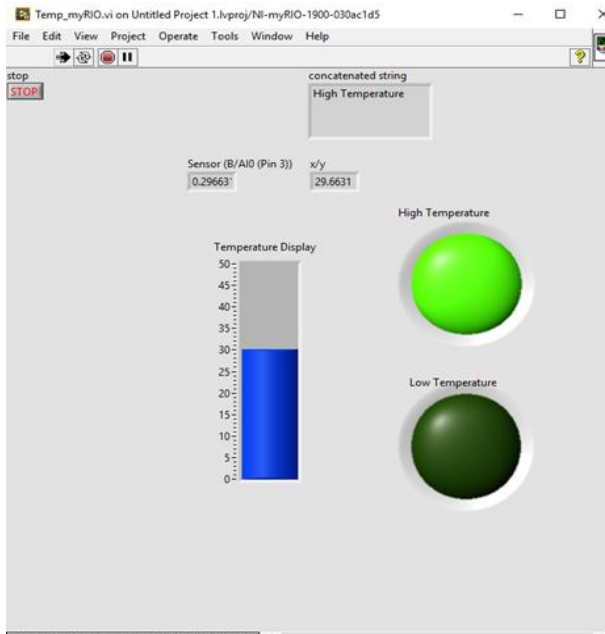 Temp_myRIO.vi on Untitled Project 1.lvproj/NI-myRIO-1900-030ac1d5
File Edit View Project Operate Tools Window Help
stop
STOP
concatenated string
High Temperature
Sensor (B/AI0 (Pin 3))
x/y
0.29663
29.6631
High Temperature
Temperature Display
50
45
40
35
30
25
20
15
10
5
0
Low Temperature